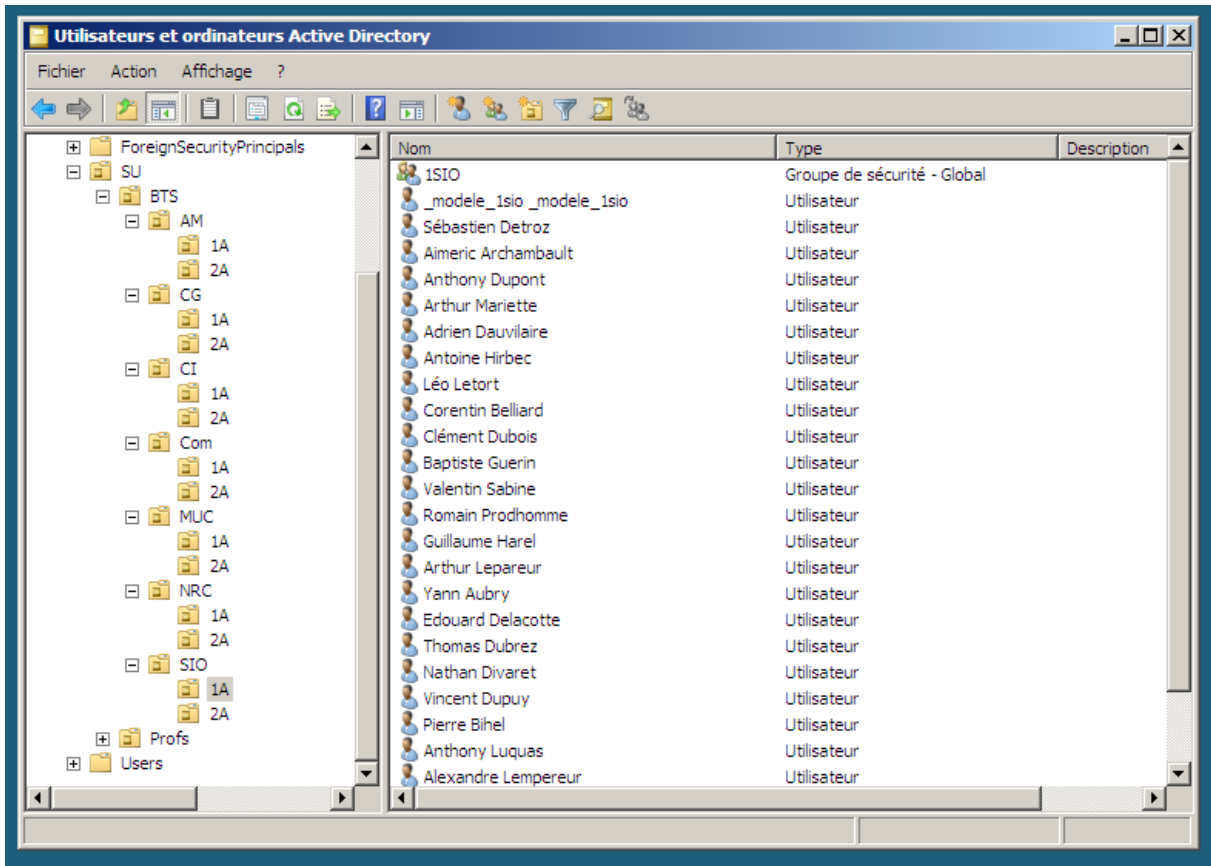 Utilisateurs et ordinateurs Active Directory
Fichier Action Affichage ?
ForeignSecurityPrincipals
SU
BTS
AM
1A
2A
CG
1A
2A
CI
1A
2A
Com
1A
2A
MUC
1A
2A
NRC
1A
2A
SIO
1A
2A
Profs
Users
Nom Type Description
1SIO Groupe de sécurité - Global
_modele_1sio _modele_1sio Utilisateur
Sébastien Detroz Utilisateur
Aimeric Archambault Utilisateur
Anthony Dupont Utilisateur
Arthur Mariette Utilisateur
Adrien Dauvilaire Utilisateur
Antoine Hirbec Utilisateur
Léo Letort Utilisateur
Corentin Belliard Utilisateur
Clément Dubois Utilisateur
Baptiste Guerin Utilisateur
Valentin Sabine Utilisateur
Romain Prodhomme Utilisateur
Guillaume Harel Utilisateur
Arthur Lepareur Utilisateur
Yann Aubry Utilisateur
Edouard Delacotte Utilisateur
Thomas Dubrez Utilisateur
Nathan Divaret Utilisateur
Vincent Dupuy Utilisateur
Pierre Bihel Utilisateur
Anthony Luquas Utilisateur
Alexandre Lempereur Utilisateur